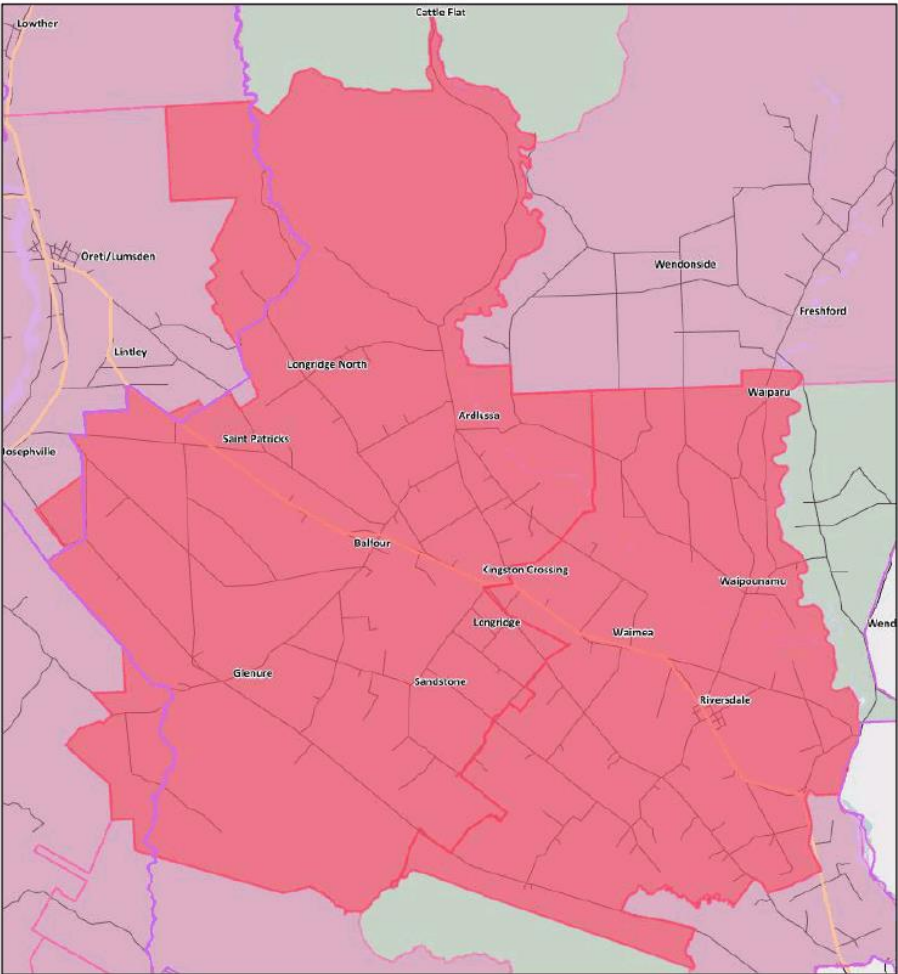 Cattle Flat
Lowther
Oreti/Lumsden
Wendonside
Freshford
Lintley
Longridge North
Waiparu
Ardlussa
Saint Patricks
Josephville
Balfour
Kingston Crossing
Waipounamu
Longridge
Waimea
Wend
Glenure
Sandstone
Riversdale